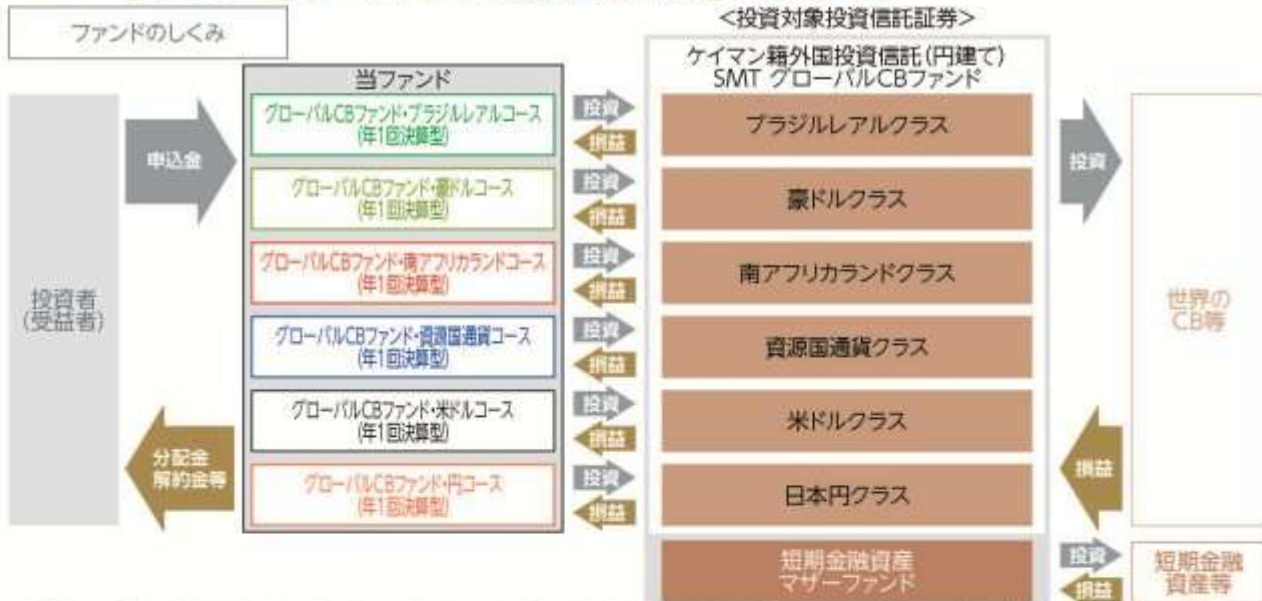 ファンドのしくみ
<投資対象投資信託証券>
ケイマン籍外国投資信託(円建て)
SMT グローバルCBファンド
当ファンド
投資者
(受益者)
申込金
分配金
解約金等
グローバルCBファンド・ブラジルレアルコース
(年1回決算型)
投資
損益
ブラジルレアルクラス
グローバルCBファンド・豪ドルコース
(年1回決算型)
投資
損益
豪ドルクラス
グローバルCBファンド・南アフリカランドコース
(年1回決算型)
投資
損益
南アフリカランドクラス
グローバルCBファンド・資源国通貨コース
(年1回決算型)
投資
損益
資源国通貨クラス
グローバルCBファンド・米ドルコース
(年1回決算型)
投資
損益
米ドルクラス
グローバルCBファンド・円コース
(年1回決算型)
投資
損益
日本円クラス
投資
損益
世界の
CB等
短期金融資産
マザーファンド
投資
損益
短期金融
資産等